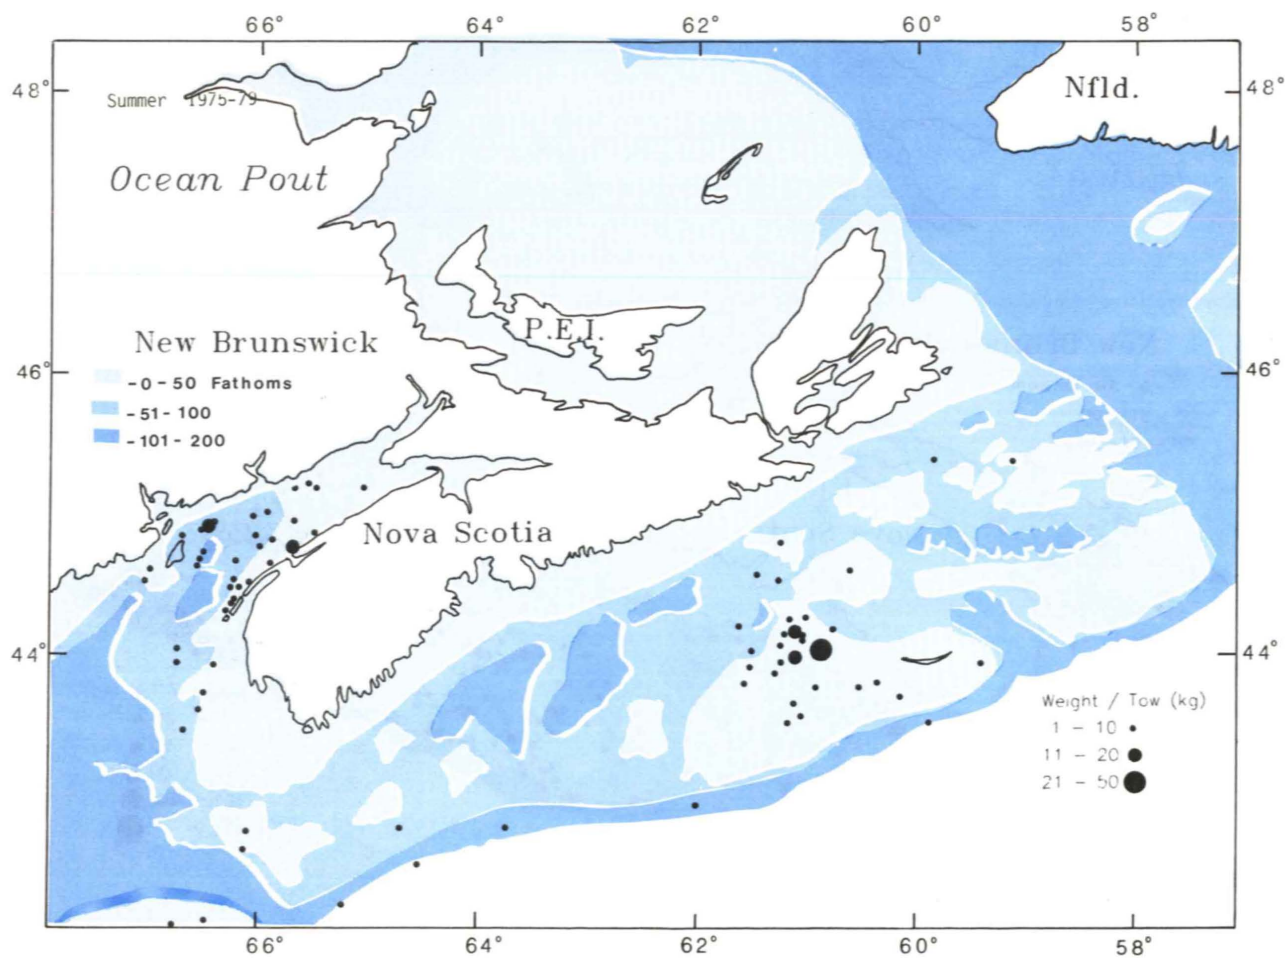 66° 64° 62° 60° 58°
48° 48°
Nfld.
Summer 1975-79
Ocean Pout
P.E.I.
New Brunswick
46° 46°
-0-50 Fathoms
-51-100
-101-200
Nova Scotia
44° 44°
Weight / Tow (kg)
1 - 10
11 - 20
21 - 50
66° 64° 62° 60° 58°